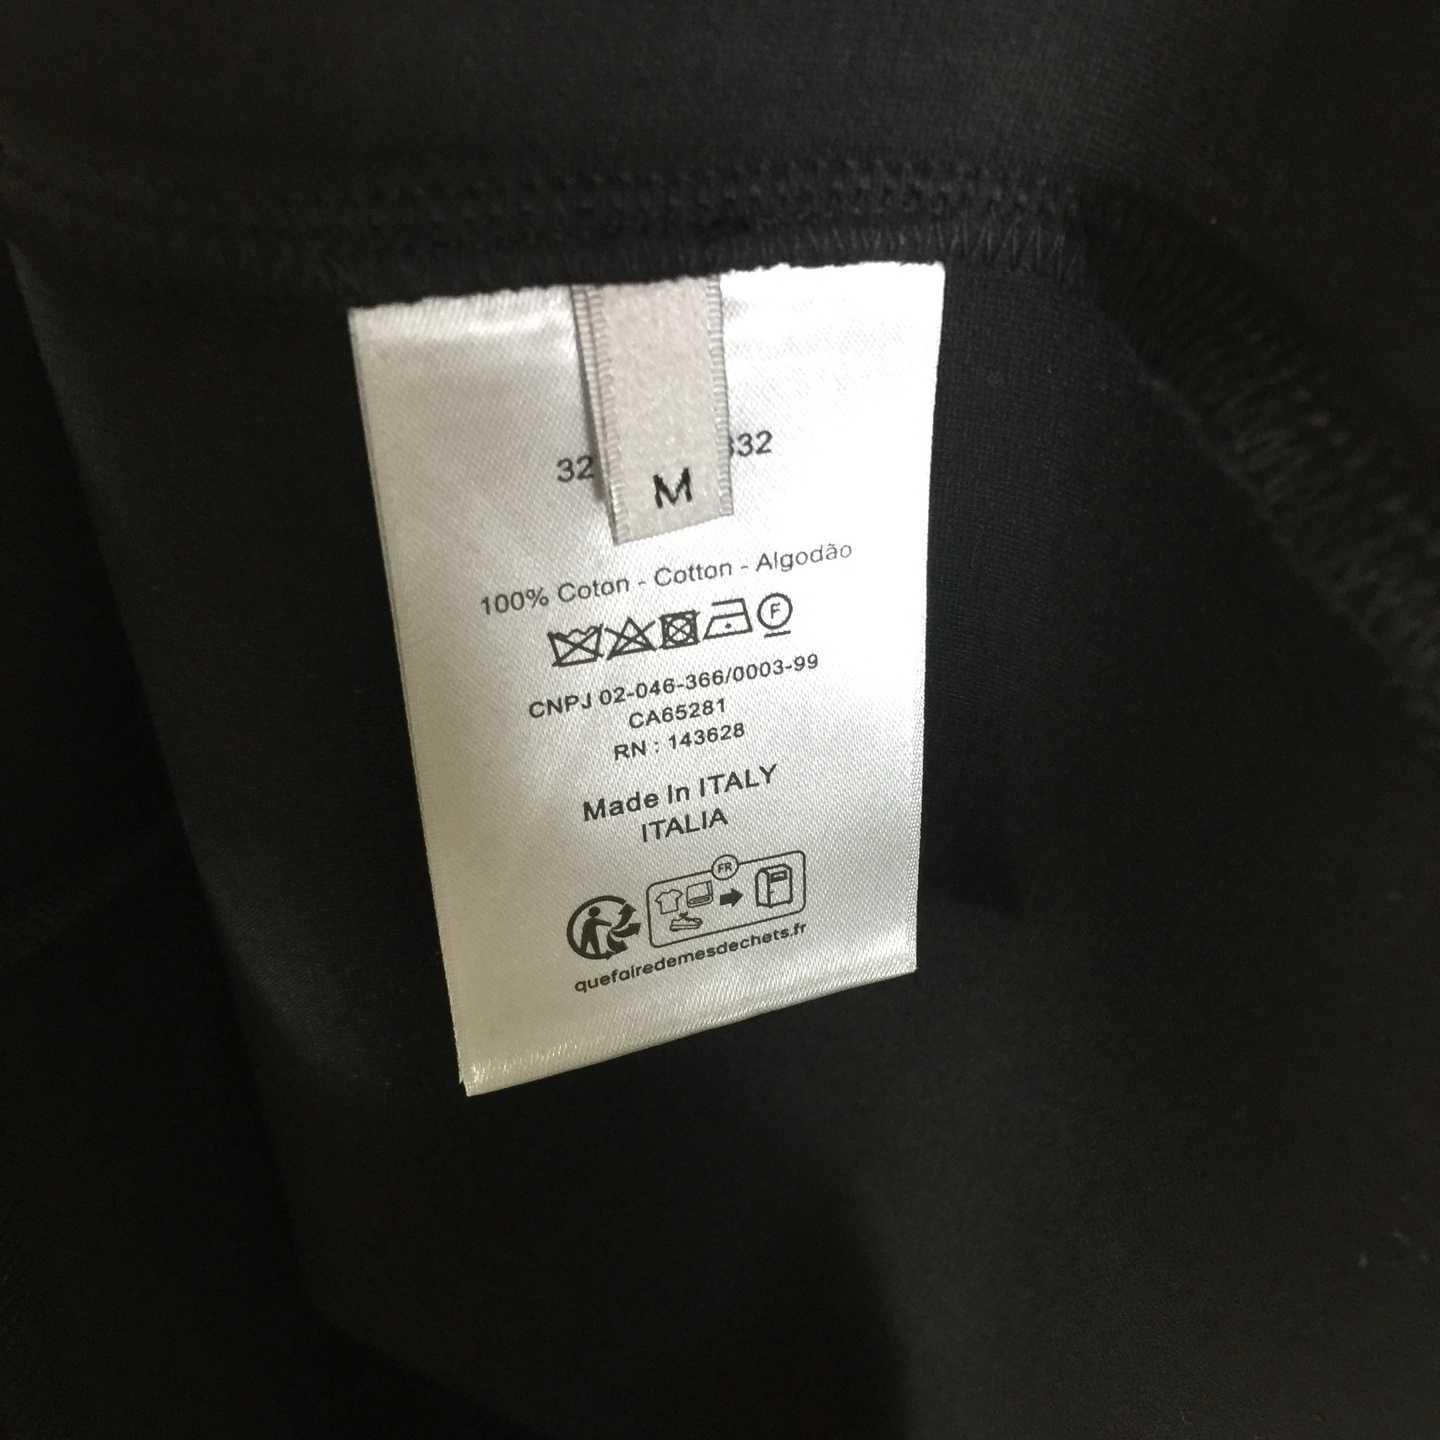 32 332
M
100% Coton - Cotton - Algodão
F
CNPJ 02-046-366/0003-99
CA65281
RN : 143628
Made In ITALY
ITALIA
FR
quefairedemesdechets.fr